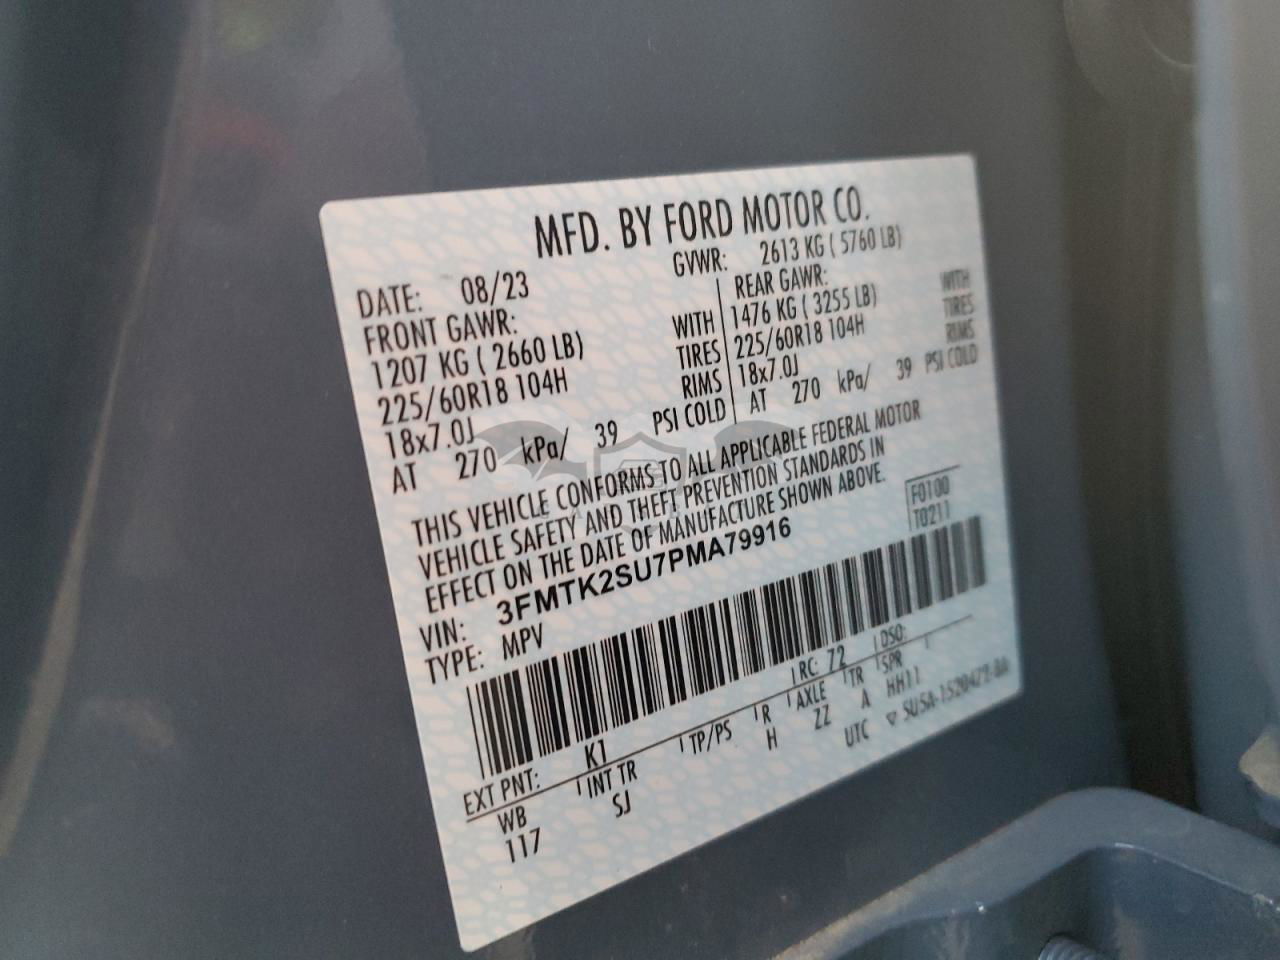 MFD. BY FORD MOTOR CO.
DATE: 08/23 GVWR: 2613 KG ( 5760 LB)
FRONT GAWR: REAR GAWR:
1207 KG ( 2660 LB) WITH 1476 KG ( 3255 LB) WITH
225/60R18 104H TIRES 225/60R18 104H TIRES
18x7.0J RIMS 18x7.0J RIMS
AT 270 kPa/ 39 PSI COLD AT 270 kPa/ 39 PSI COLD
THIS VEHICLE CONFORMS TO ALL APPLICABLE FEDERAL MOTOR
VEHICLE SAFETY AND THEFT PREVENTION STANDARDS IN
EFFECT ON THE DATE OF MANUFACTURE SHOWN ABOVE.
F0100
T0211
VIN: 3FMTK2SU7PMA79916
TYPE: MPV
EXT PNT: K1 RC: 72 DSO:
WB INT TR TP/PS R AXLE TR SPR
117 SJ H ZZ A HH11
UTC SU5A-1520472-BA